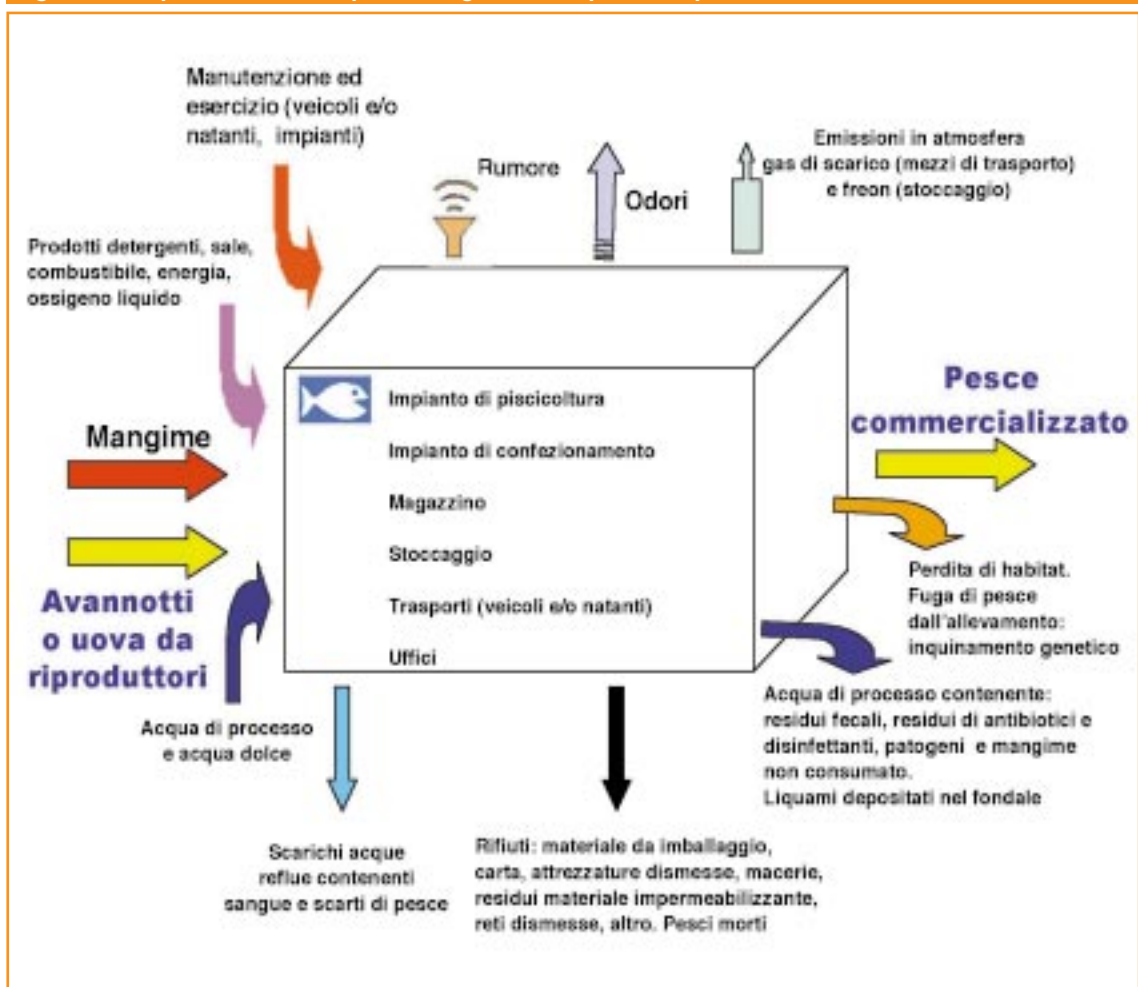 Manutenzione ed
esercizio (veicoli e/o
natanti, impianti)
Rumore
Odori
Emissioni in atmosfera
gas di scarico (mezzi di trasporto)
e freon (stoccaggio)
Prodotti detergenti, sale,
combustibile, energia,
ossigeno liquido
Mangime
Avannotti
o uova da
riproduttori
Acqua di processo
e acqua dolce
Impianto di piscicoltura
Impianto di confezionamento
Magazzino
Stoccaggio
Trasporti (veicoli e/o natanti)
Uffici
Pesce
commercializzato
Perdita di habitat.
Fuga di pesce
dall'allevamento:
inquinamento genetico
Acqua di processo contenente:
residui fecali, residui di antibiotici e
disinfettanti, patogeni e mangime
non consumato.
Liquami depositati nel fondale
Scarichi acque
reflue contenenti
sangue e scarti di pesce
Rifiuti: materiale da imballaggio,
carta, attrezzature dismesse, macerie,
residui materiale impermeabilizzante,
reti dismesse, altro. Pesci morti